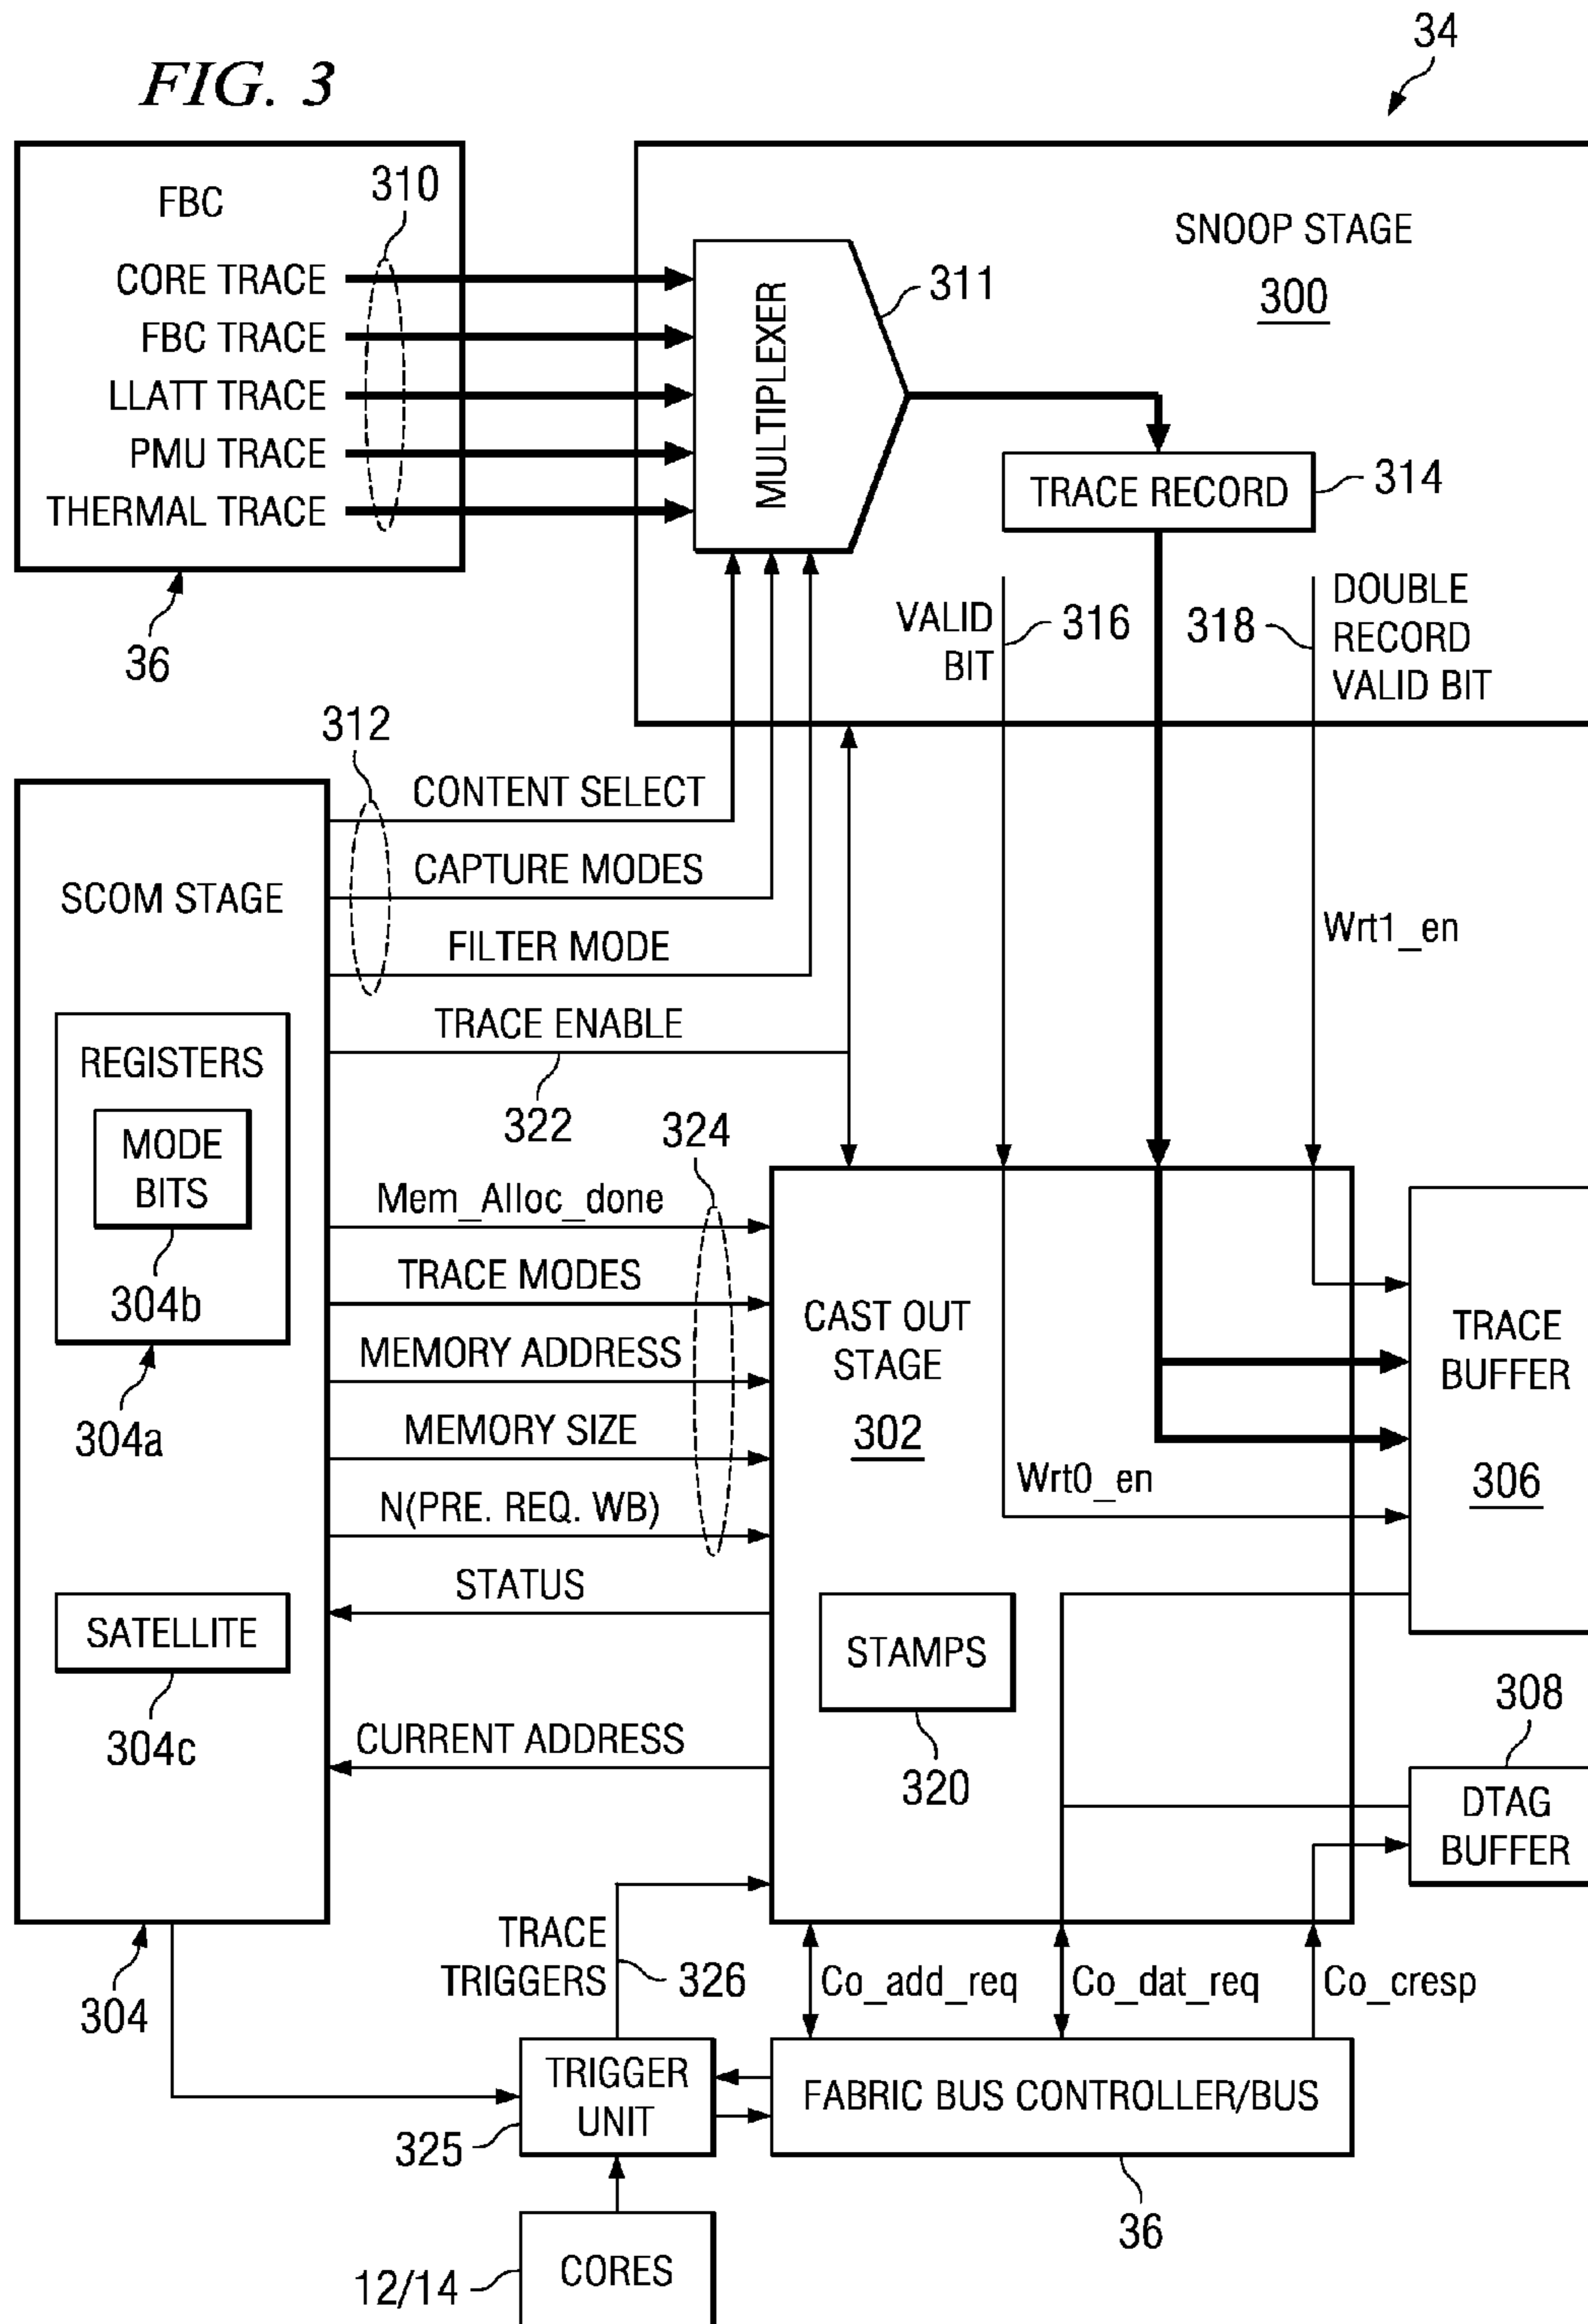 FIG. 3
34
FBC
310
CORE TRACE
FBC TRACE
LLATT TRACE
PMU TRACE
THERMAL TRACE
36
SNOOP STAGE
300
MULTIPLEXER
311
TRACE RECORD
314
VALID
BIT
316
318
DOUBLE
RECORD
VALID BIT
312
CONTENT SELECT
CAPTURE MODES
FILTER MODE
TRACE ENABLE
322
Wrt1_en
SCOM STAGE
REGISTERS
MODE
BITS
304b
304a
SATELLITE
304c
304
324
Mem_Alloc_done
TRACE MODES
MEMORY ADDRESS
MEMORY SIZE
N(PRE. REQ. WB)
STATUS
CURRENT ADDRESS
CAST OUT
STAGE
302
Wrt0_en
STAMPS
320
TRACE
BUFFER
306
308
DTAG
BUFFER
TRACE
TRIGGERS
326
Co_add_req
Co_dat_req
Co_cresp
TRIGGER
UNIT
325
FABRIC BUS CONTROLLER/BUS
36
CORES
12/14